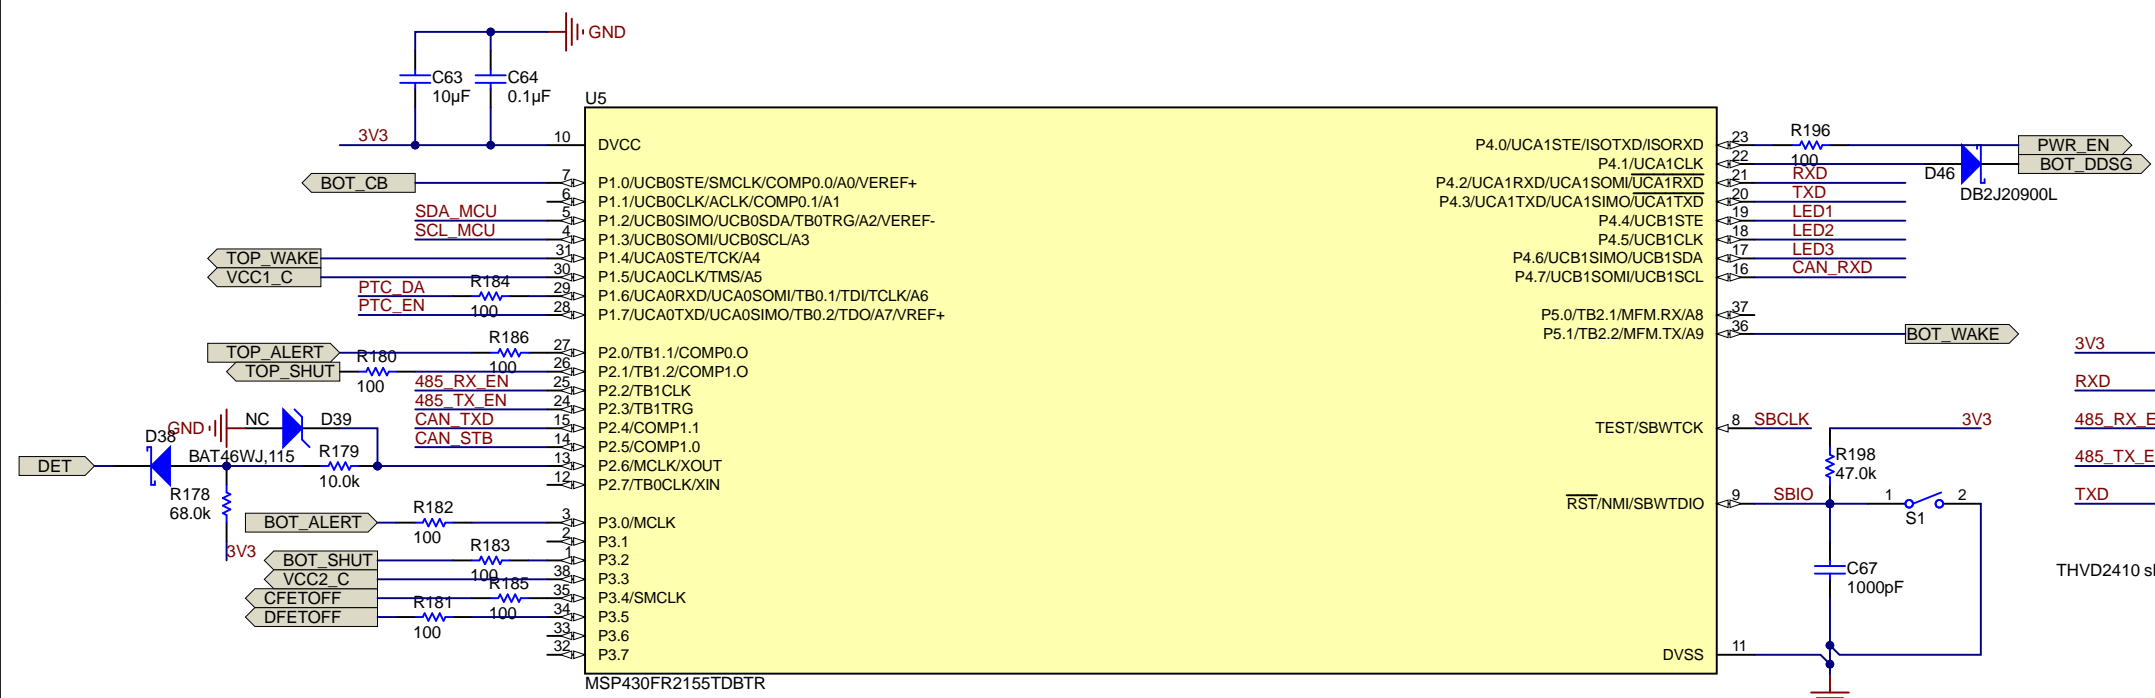 GND
C63
10µF
C64
0.1µF
U5
3V3
10
DVCC
BOT_CB
7
P1.0/UCB0STE/SMCLK/COMP0.0/A0/VEREF+
6
P1.1/UCB0CLK/ACLK/COMP0.1/A1
SDA_MCU
5
P1.2/UCB0SIMO/UCB0SDA/TB0TRG/A2/VEREF-
SCL_MCU
4
P1.3/UCB0SOMI/UCB0SCL/A3
TOP_WAKE
31
P1.4/UCA0STE/TCK/A4
VCC1_C
30
P1.5/UCA0CLK/TMS/A5
PTC_DA
R184
100
29
P1.6/UCA0RXD/UCA0SOMI/TB0.1/TDI/TCLK/A6
PTC_EN
28
P1.7/UCA0TXD/UCA0SIMO/TB0.2/TDO/A7/VREF+
TOP_ALERT
R186
100
27
P2.0/TB1.1/COMP0.O
TOP_SHUT
R180
100
26
P2.1/TB1.2/COMP1.O
485_RX_EN
25
P2.2/TB1CLK
485_TX_EN
24
P2.3/TB1TRG
CAN_TXD
15
P2.4/COMP1.1
CAN_STB
14
P2.5/COMP1.0
GND
NC
D39
D38
BAT46WJ,115
DET
R179
10.0k
13
P2.6/MCLK/XOUT
12
P2.7/TB0CLK/XIN
R178
68.0k
3V3
BOT_ALERT
R182
100
3
P3.0/MCLK
2
P3.1
BOT_SHUT
R183
100
1
P3.2
VCC2_C
38
P3.3
CFETOFF
R185
100
35
P3.4/SMCLK
DFETOFF
R181
100
34
P3.5
33
P3.6
32
P3.7
MSP430FR2155TDBTR
P4.0/UCA1STE/ISOTXD/ISORXD
23
R196
100
PWR_EN
P4.1/UCA1CLK
22
D46
DB2J20900L
BOT_DDSG
P4.2/UCA1RXD/UCA1SOMI/UCA1RXD
21
RXD
P4.3/UCA1TXD/UCA1SIMO/UCA1TXD
20
TXD
P4.4/UCB1STE
19
LED1
P4.5/UCB1CLK
18
LED2
P4.6/UCB1SIMO/UCB1SDA
17
LED3
P4.7/UCB1SOMI/UCB1SCL
16
CAN_RXD
P5.0/TB2.1/MFM.RX/A8
37
P5.1/TB2.2/MFM.TX/A9
36
BOT_WAKE
TEST/SBWTCK
8
SBCLK
3V3
R198
47.0k
RST/NMI/SBWTDIO
9
SBIO
1
2
S1
C67
1000pF
DVSS
11
3V3
RXD
485_RX_E
485_TX_E
TXD
THVD2410 sl